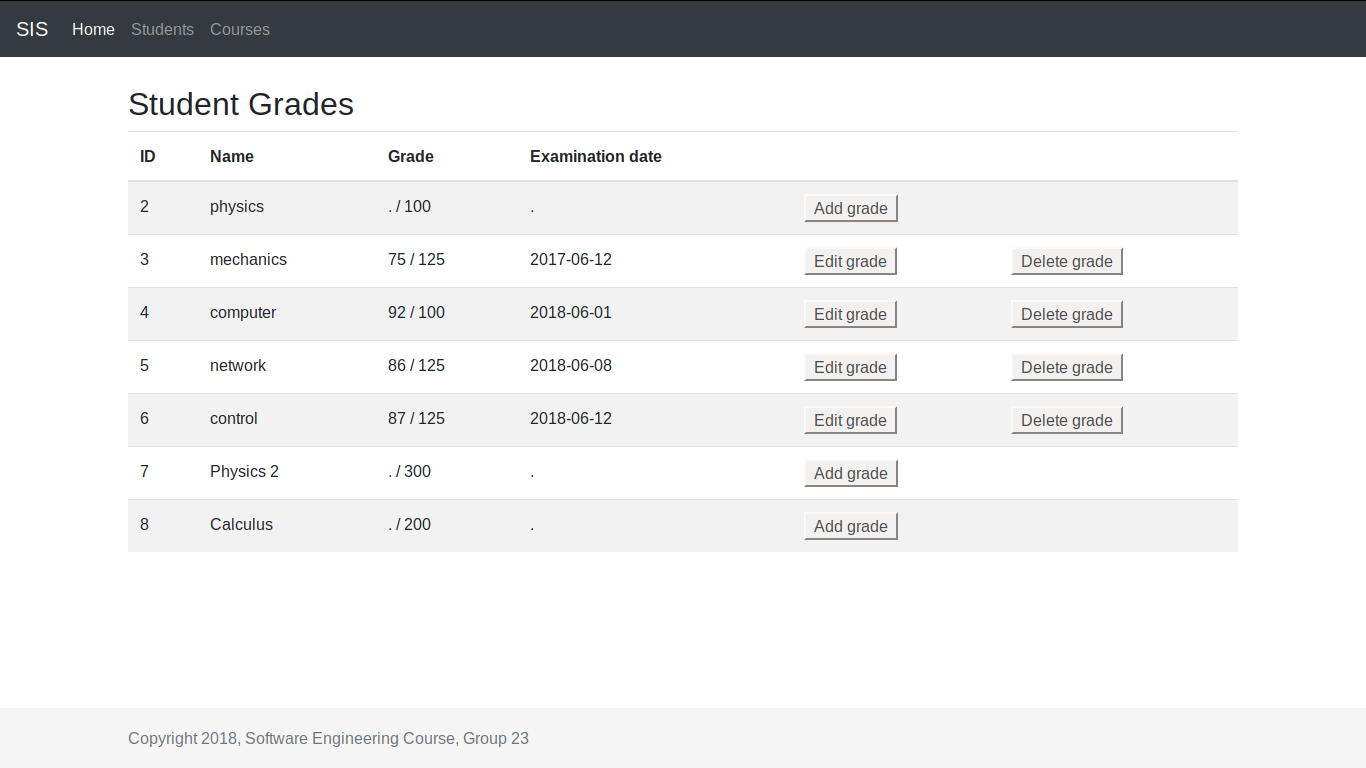 SIS Home Students Courses
Student Grades
ID Name Grade Examination date
2 physics . / 100 . Add grade
3 mechanics 75 / 125 2017-06-12 Edit grade Delete grade
4 computer 92 / 100 2018-06-01 Edit grade Delete grade
5 network 86 / 125 2018-06-08 Edit grade Delete grade
6 control 87 / 125 2018-06-12 Edit grade Delete grade
7 Physics 2 . / 300 . Add grade
8 Calculus . / 200 . Add grade
Copyright 2018, Software Engineering Course, Group 23